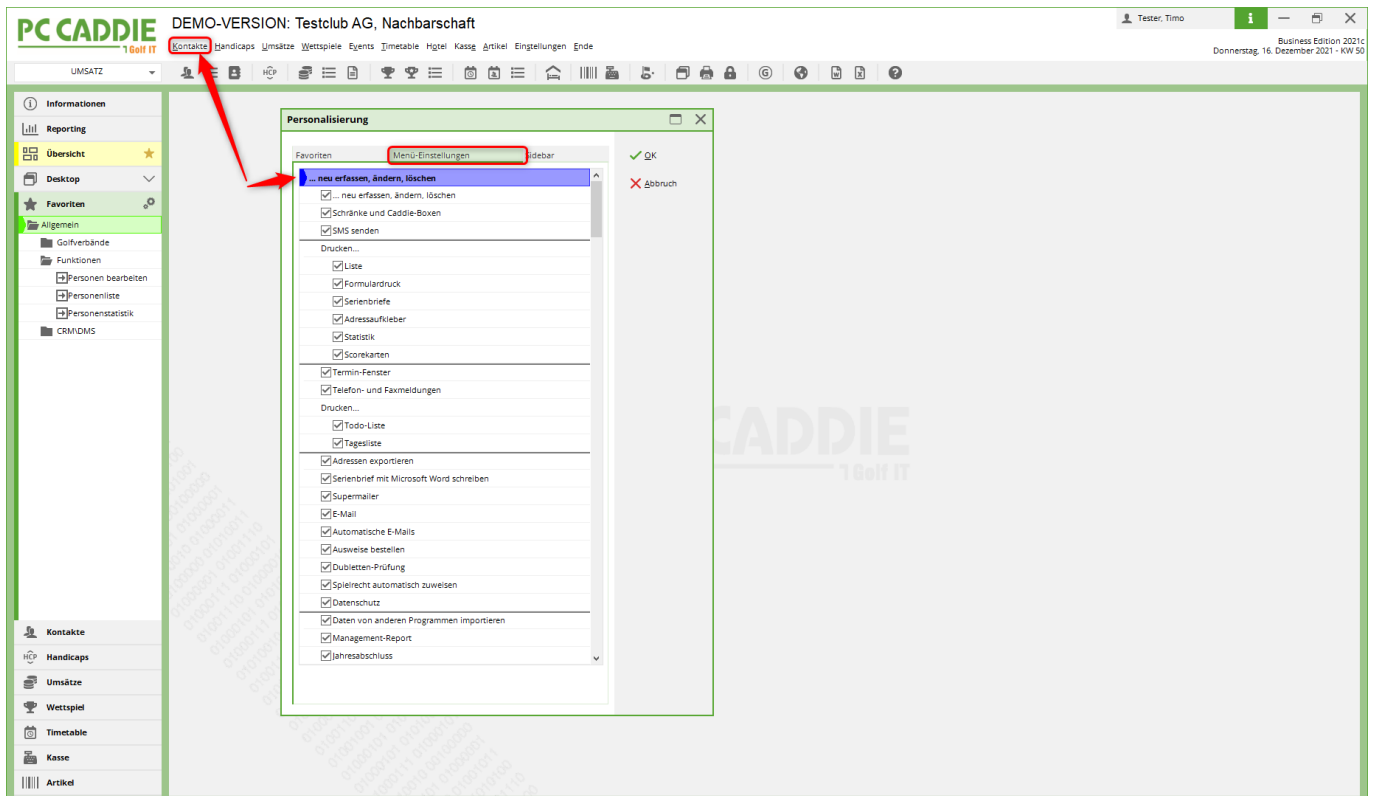 PC CADDIE
Golf IT
DEMO-VERSION: Testclub AG, Nachbarschaft
Tester, Timo
Kontakte Handicaps Umsätze Wettspiele Events Timetable Hotel Kasse Artikel Einstellungen Ende
Business Edition 2021c
Donnerstag, 16. Dezember 2021 - KW 50
UMSATZ
HCP
Informationen
Reporting
Übersicht
Desktop
Favoriten
Allgemein
Golfverbände
Funktionen
Personen bearbeiten
Personenliste
Personenstatistik
CRM\DMS
Kontakte
HCP Handicaps
Umsätze
Wettspiel
Timetable
Kasse
Artikel
Personalisierung
Favoriten Menü-Einstellungen Sidebar
OK
Abbruch
... neu erfassen, ändern, löschen
... neu erfassen, ändern, löschen
Schränke und Caddie-Boxen
SMS senden
Drucken...
Liste
Formulardruck
Serienbriefe
Adressaufkleber
Statistik
Scorekarten
Termin-Fenster
Telefon- und Faxmeldungen
Drucken...
Todo-Liste
Tagesliste
Adressen exportieren
Serienbrief mit Microsoft Word schreiben
Supermailer
E-Mail
Automatische E-Mails
Ausweise bestellen
Dubletten-Prüfung
Spielrecht automatisch zuweisen
Datenschutz
Daten von anderen Programmen importieren
Management-Report
Jahresabschluss
CADDIE
Golf IT